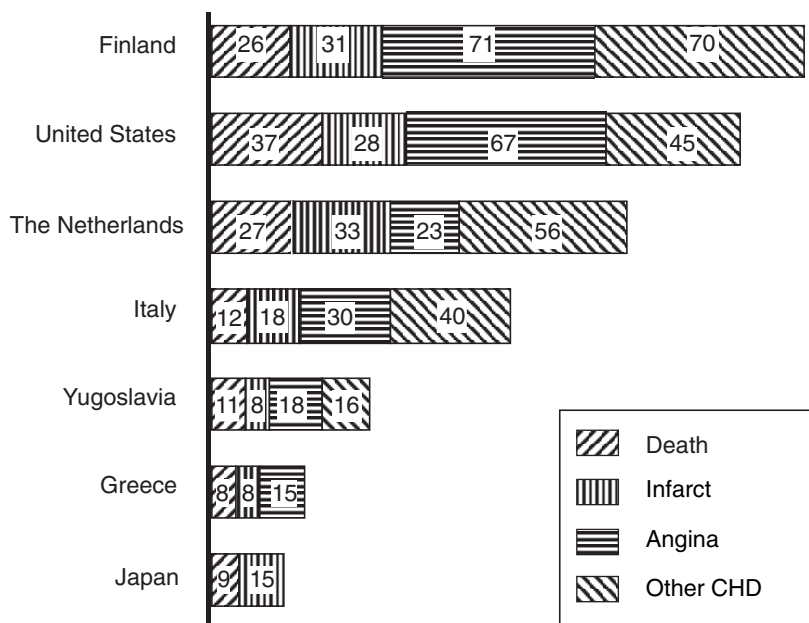 Finland 26 31 71 70
United States 37 28 67 45
The Netherlands 27 33 23 56
Italy 12 18 30 40
Yugoslavia 11 8 18 16
Greece 8 8 15
Japan 9 15
Death
Infarct
Angina
Other CHD